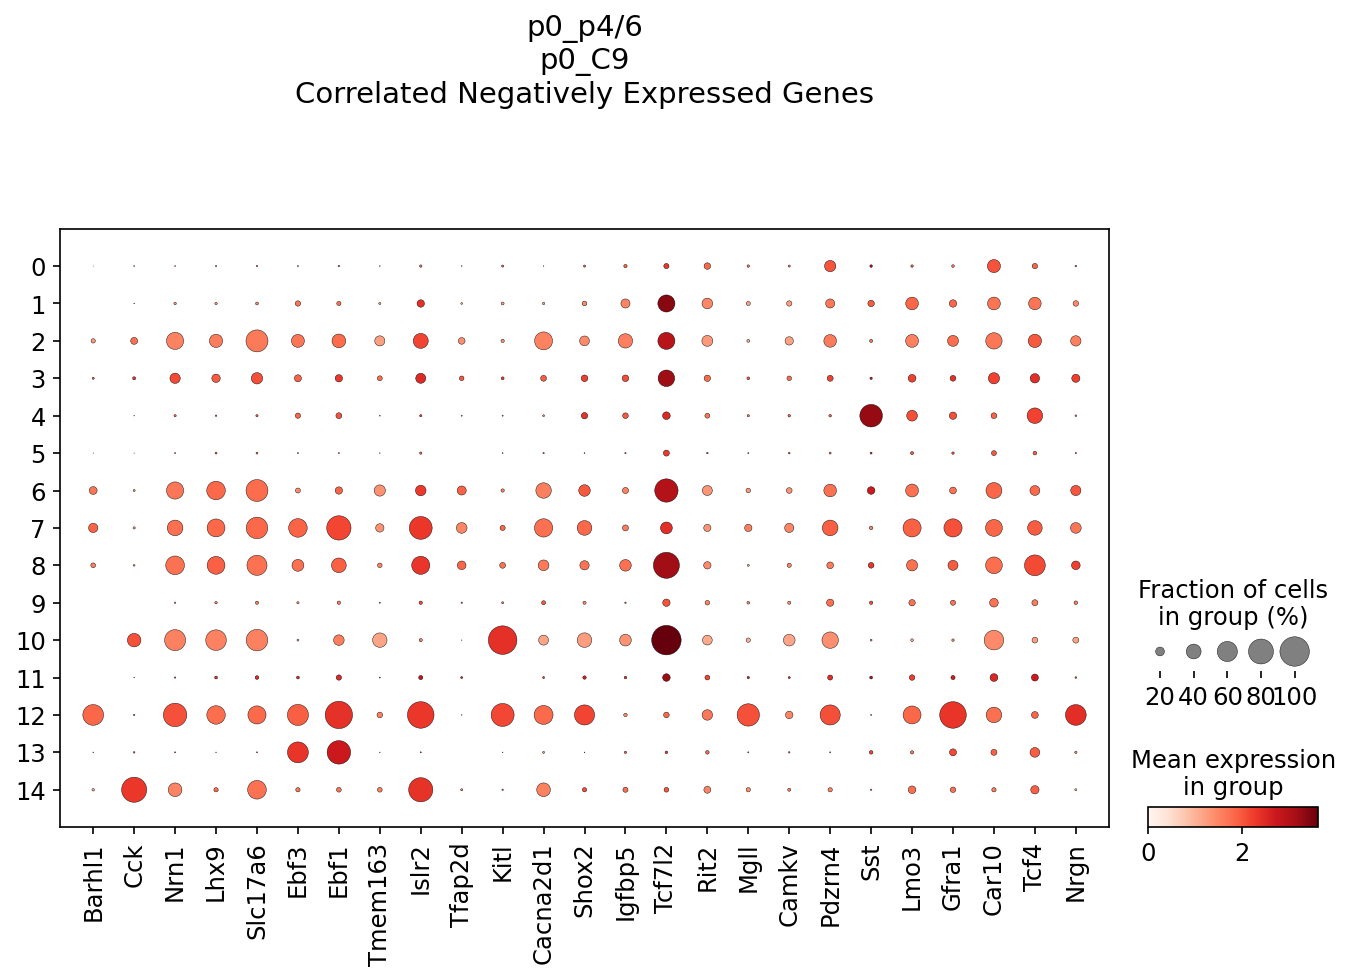 p0_p4/6
p0_C9
Correlated Negatively Expressed Genes
0
1
2
3
4
5
6
7
8
9
10
11
12
13
14
Barhl1 Cck Nrn1 Lhx9 Slc17a6 Ebf3 Ebf1 Tmem163 Islr2 Tfap2d Kitl Cacna2d1 Shox2 Igfbp5 Tcf7l2 Rit2 Mgll Camkv Pdzrn4 Sst Lmo3 Gfra1 Car10 Tcf4 Nrgn
Fraction of cells
in group (%)
20 40 60 80 100
Mean expression
in group
0 2